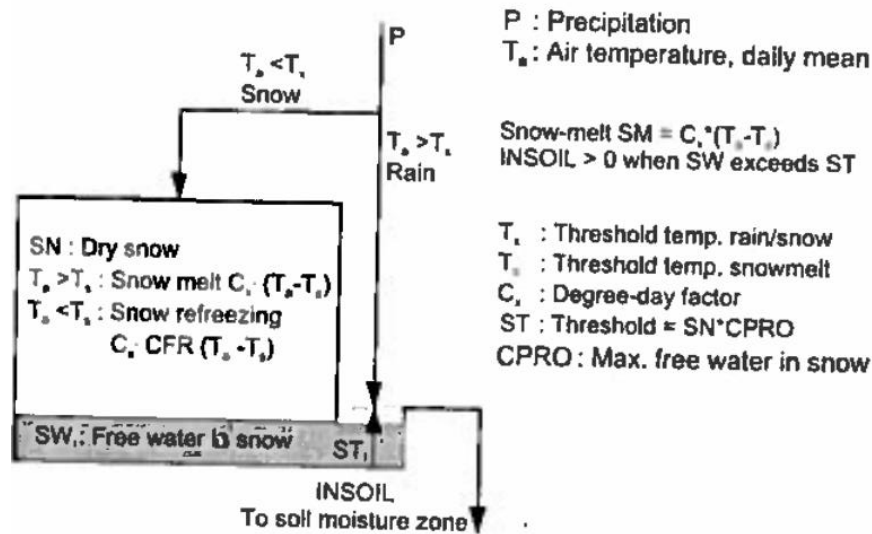 P
P : Precipitation
Tₐ : Air temperature, daily mean
Tₐ <Tₓ
Snow
Tₐ >Tₓ
Rain
Snow-melt SM = Cₓ*(Tₐ-Tₛ)
INSOIL > 0 when SW exceeds ST
SN : Dry snow
Tₐ >Tₛ : Snow melt Cₓ· (Tₐ-Tₛ)
Tₐ <Tₛ : Snow refreezing
Cₓ· CFR (Tₐ -Tₛ)
Tₓ : Threshold temp. rain/snow
Tₛ : Threshold temp. snowmelt
Cₓ : Degree-day factor
ST : Threshold = SN*CPRO
CPRO : Max. free water in snow
SW : Free water in snow
ST
INSOIL
To soil moisture zone